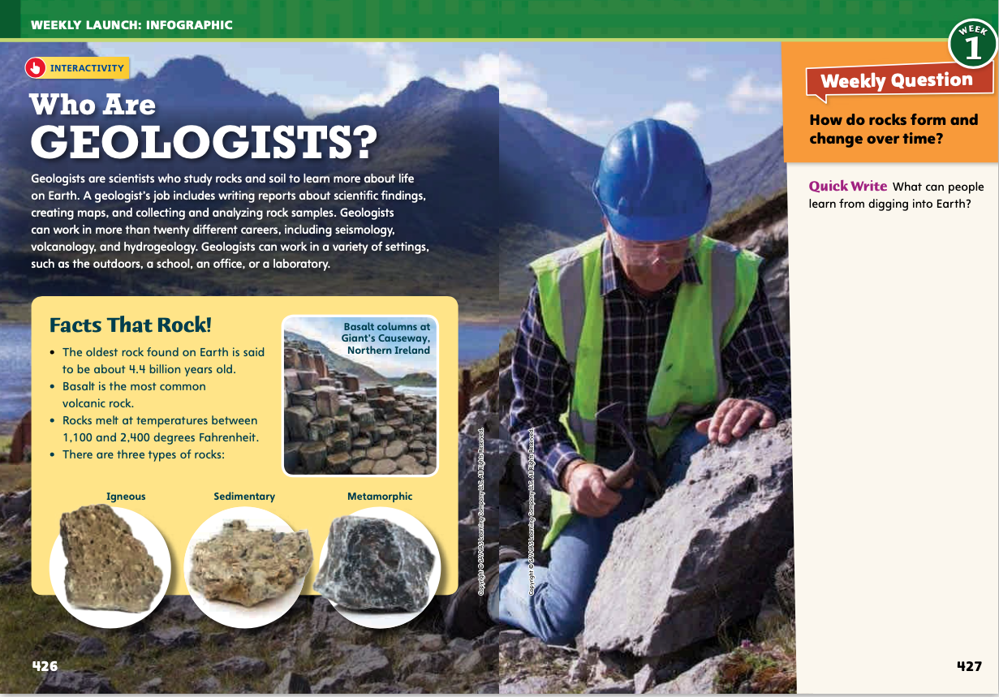 WEEKLY LAUNCH: INFOGRAPHIC
INTERACTIVITY
Who Are
GEOLOGISTS?
Geologists are scientists who study rocks and soil to learn more about life
on Earth. A geologist's job includes writing reports about scientific findings,
creating maps, and collecting and analyzing rock samples. Geologists
can work in more than twenty different careers, including seismology,
volcanology, and hydrogeology. Geologists can work in a variety of settings,
such as the outdoors, a school, an office, or a laboratory.
Facts That Rock!
• The oldest rock found on Earth is said
to be about 4.4 billion years old.
• Basalt is the most common
volcanic rock.
• Rocks melt at temperatures between
1,100 and 2,400 degrees Fahrenheit.
• There are three types of rocks:
Basalt columns at
Giant's Causeway,
Northern Ireland
Igneous
Sedimentary
Metamorphic
Copyright © SAVVAS Learning Company LLC. All Rights Reserved.
426
Copyright © SAVVAS Learning Company LLC. All Rights Reserved.
WEEK
1
Weekly Question
How do rocks form and
change over time?
Quick Write What can people
learn from digging into Earth?
427